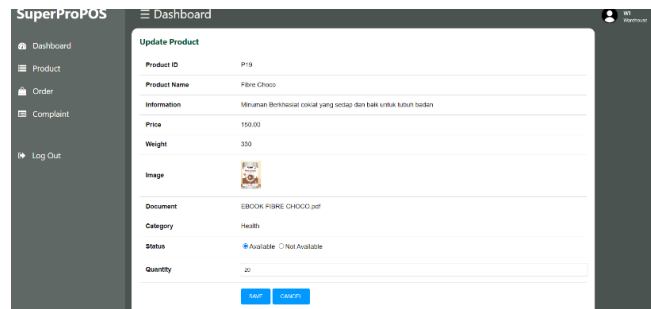 SuperProPOS
Dashboard
W1
Warehouse
Dashboard
Product
Order
Complaint
Log Out
Update Product
Product ID P19
Product Name Fibre Choco
Information Minuman Berkhasiat coklat yang sedap dan baik untuk tubuh badan
Price 150.00
Weight 330
Image
Document EBOOK FIBRE CHOCO.pdf
Category Health
Status Available Not Available
Quantity 20
SAVE CANCEL